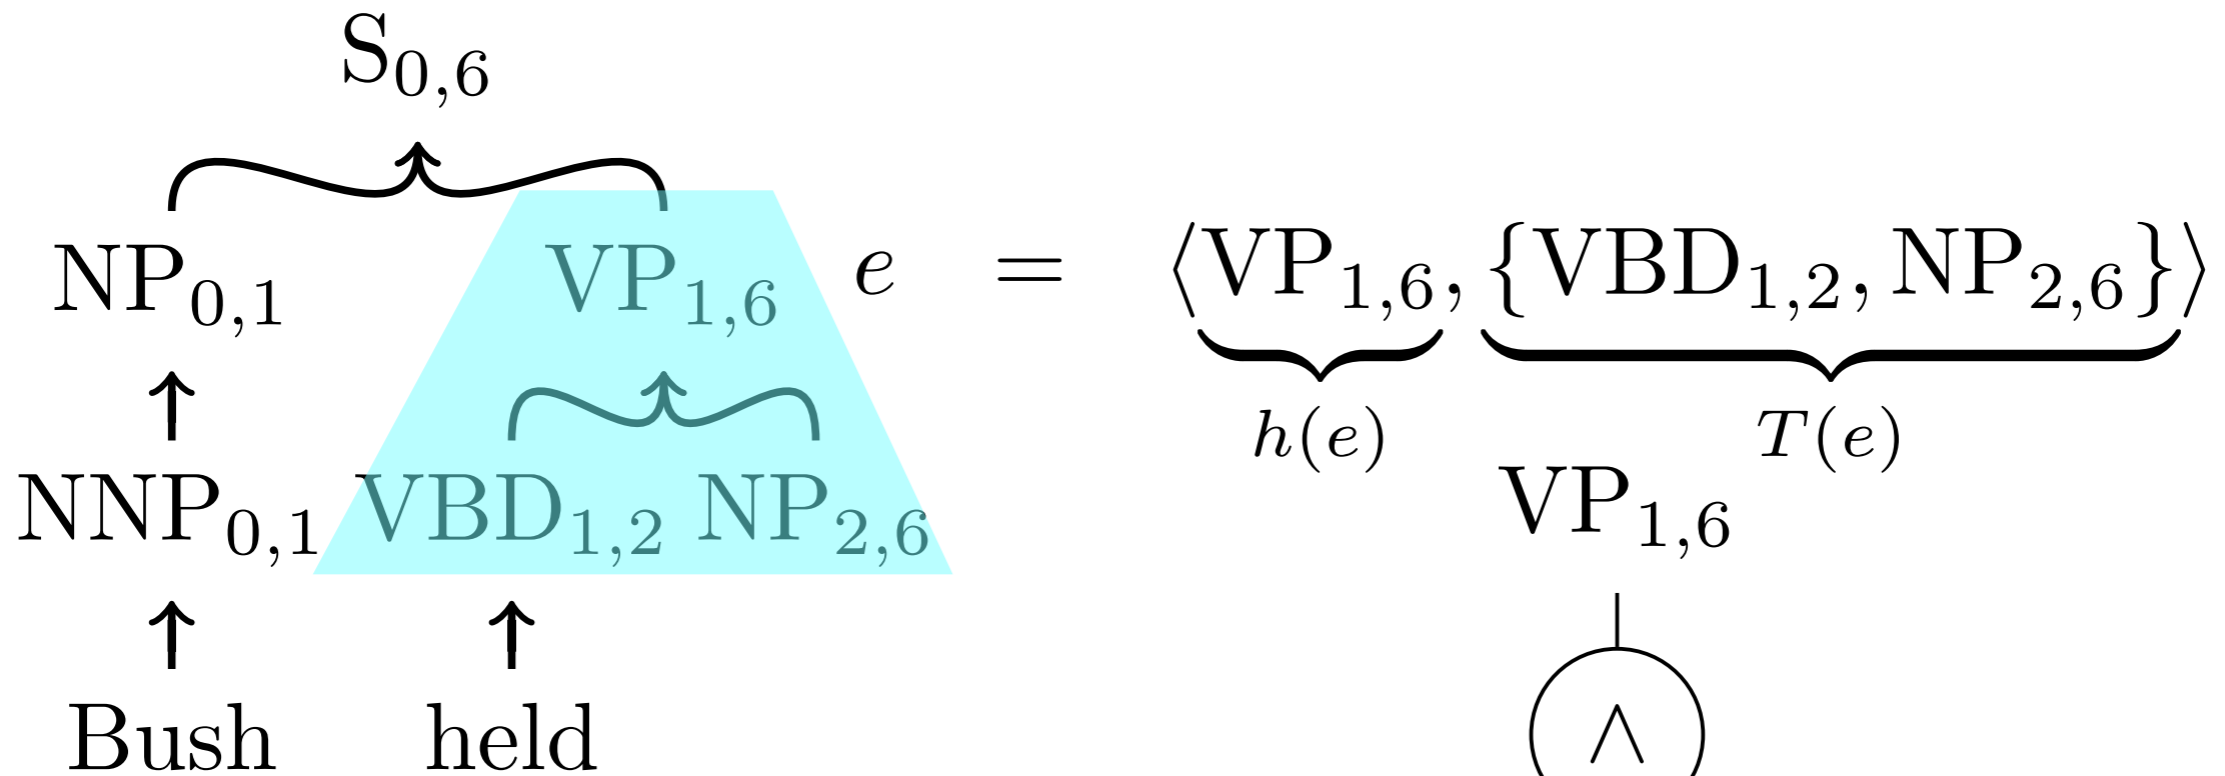 S₀,₆
NP₀,₁ VP₁,₆ e = ⟨VP₁,₆, {VBD₁,₂, NP₂,₆}⟩
h(e) T(e)
NNP₀,₁ VBD₁,₂ NP₂,₆ VP₁,₆
Bush held ∧